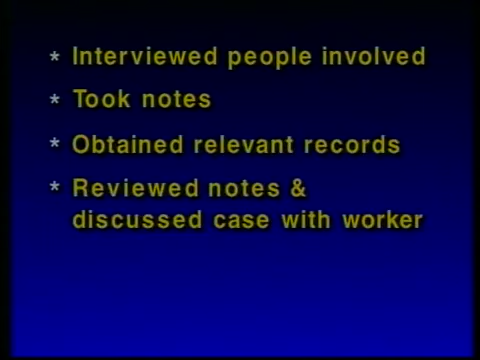 * Interviewed people involved
* Took notes
* Obtained relevant records
* Reviewed notes &
discussed case with worker